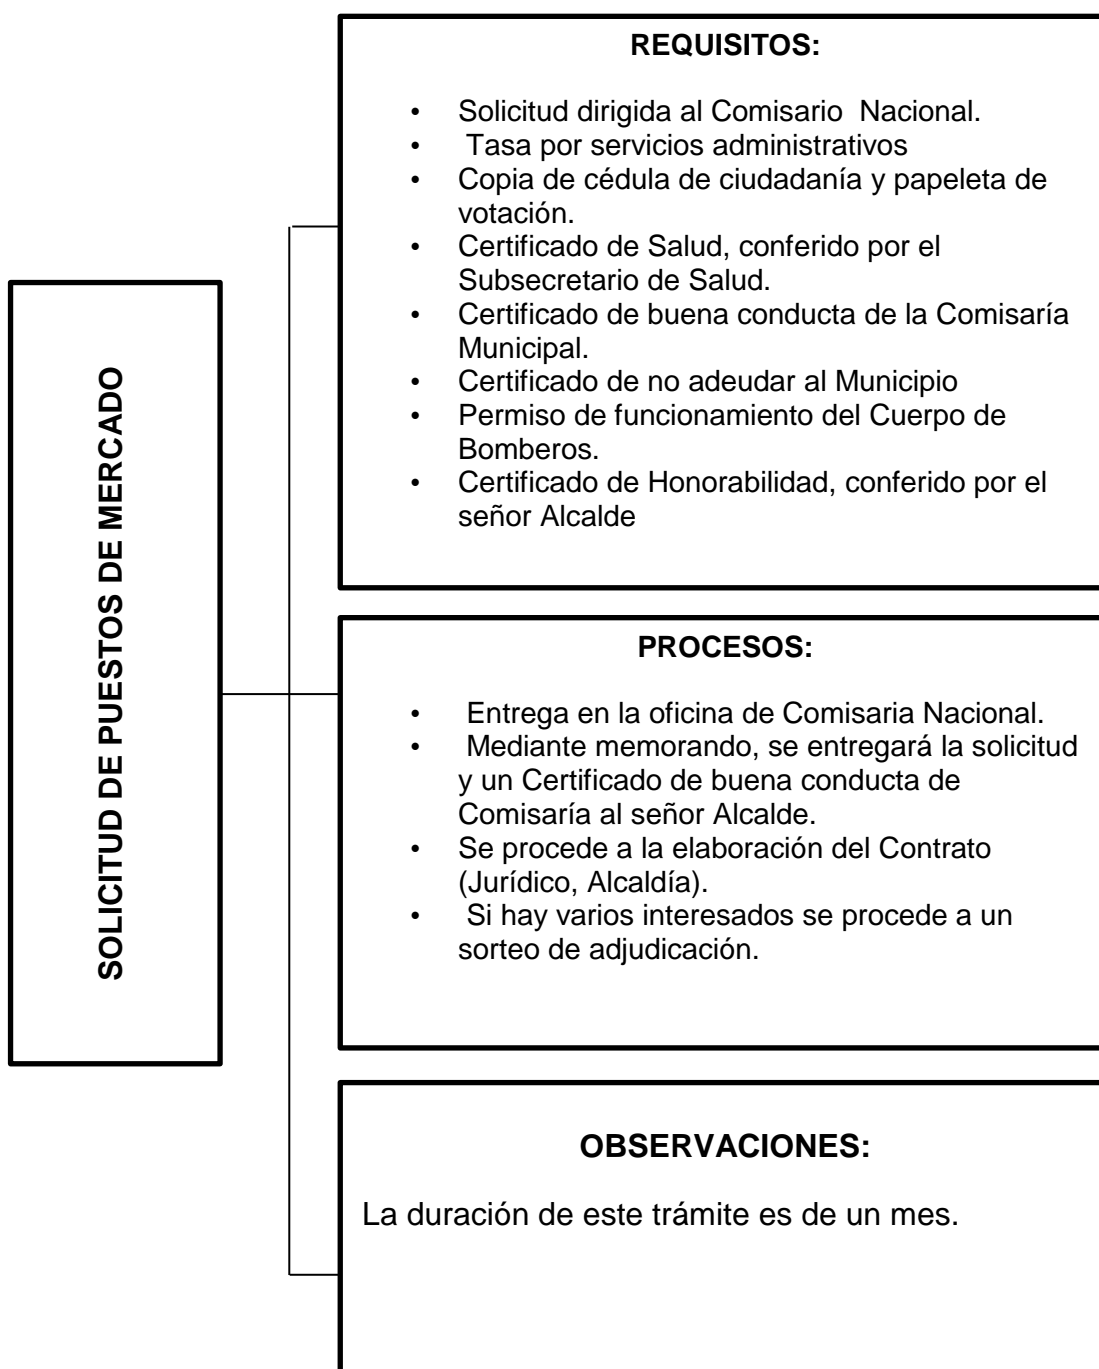 SOLICITUD DE PUESTOS DE MERCADO
REQUISITOS:
• Solicitud dirigida al Comisario Nacional.
• Tasa por servicios administrativos
• Copia de cédula de ciudadanía y papeleta de
votación.
• Certificado de Salud, conferido por el
Subsecretario de Salud.
• Certificado de buena conducta de la Comisaría
Municipal.
• Certificado de no adeudar al Municipio
• Permiso de funcionamiento del Cuerpo de
Bomberos.
• Certificado de Honorabilidad, conferido por el
señor Alcalde
PROCESOS:
• Entrega en la oficina de Comisaria Nacional.
• Mediante memorando, se entregará la solicitud
y un Certificado de buena conducta de
Comisaría al señor Alcalde.
• Se procede a la elaboración del Contrato
(Jurídico, Alcaldía).
• Si hay varios interesados se procede a un
sorteo de adjudicación.
OBSERVACIONES:
La duración de este trámite es de un mes.